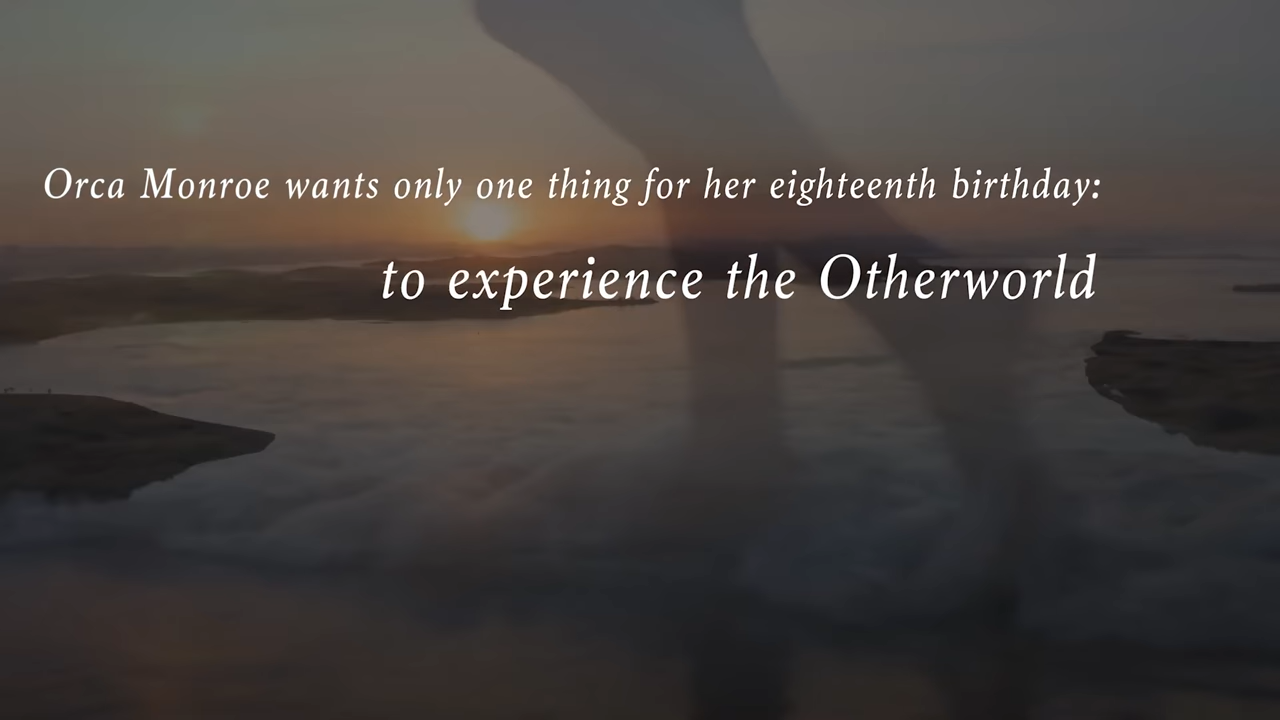 Orca Monroe wants only one thing for her eighteenth birthday:
to experience the Otherworld